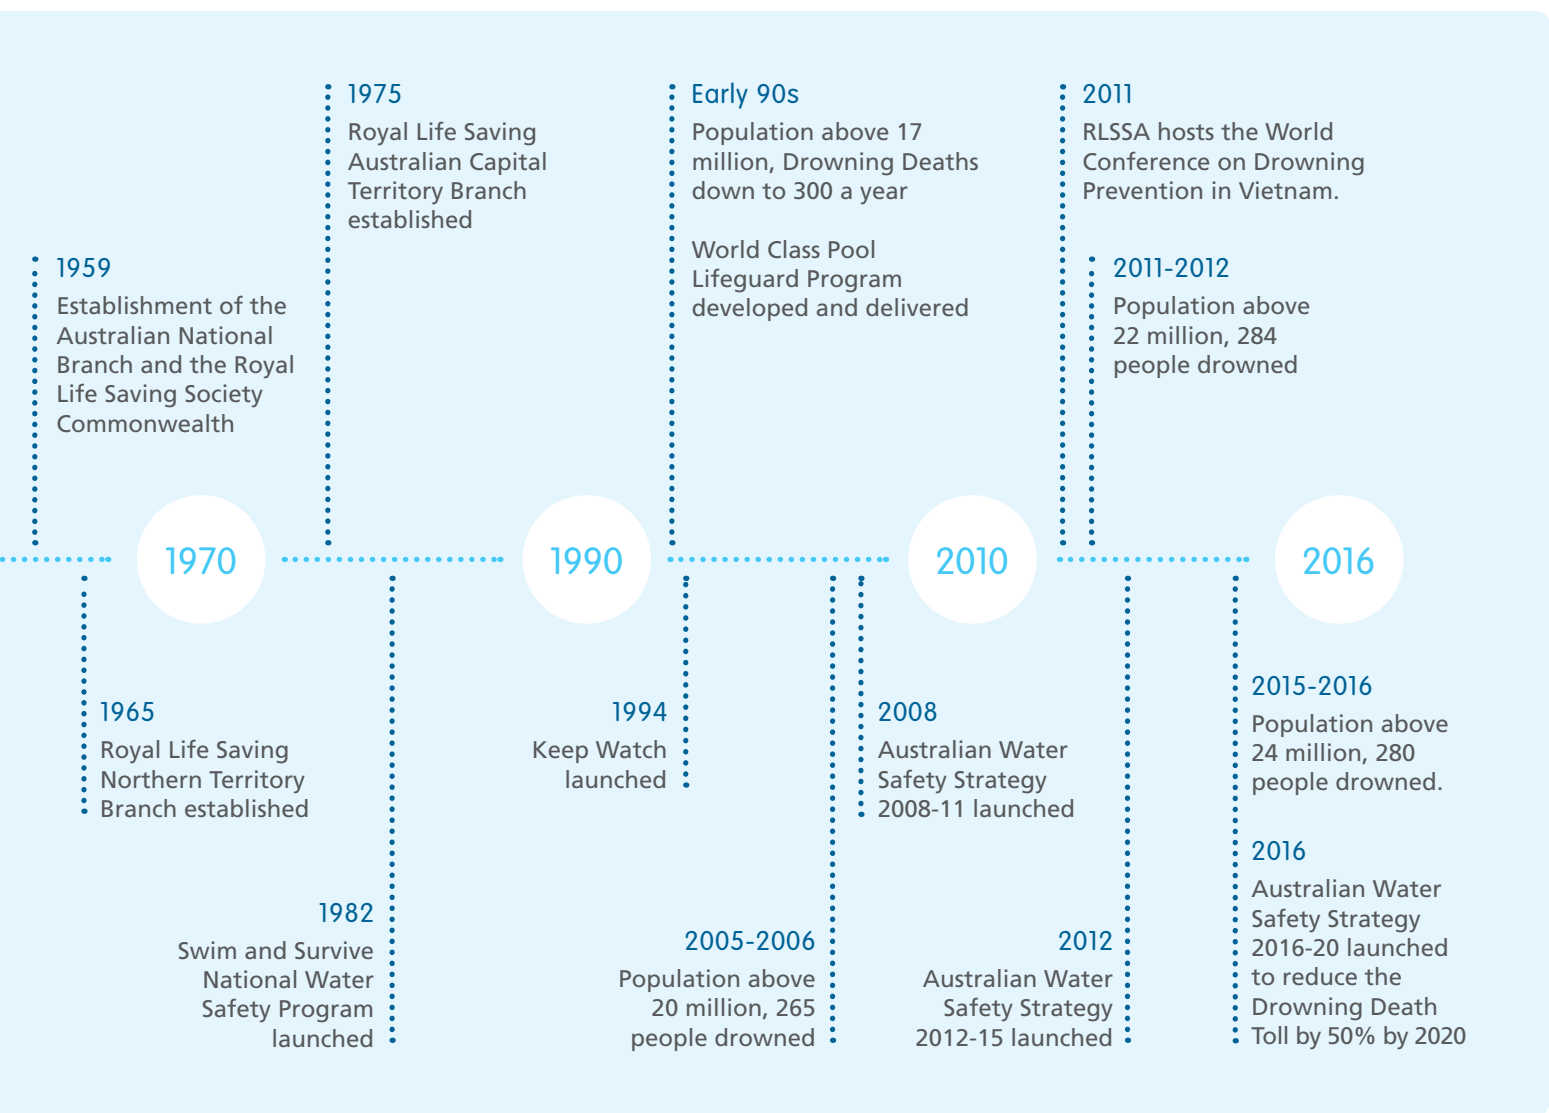 1975
Royal Life Saving
Australian Capital
Territory Branch
established
Early 90s
Population above 17
million, Drowning Deaths
down to 300 a year
World Class Pool
Lifeguard Program
developed and delivered
2011
RLSSA hosts the World
Conference on Drowning
Prevention in Vietnam.
1959
Establishment of the
Australian National
Branch and the Royal
Life Saving Society
Commonwealth
2011-2012
Population above
22 million, 284
people drowned
1970
1990
2010
2016
1965
Royal Life Saving
Northern Territory
Branch established
1982
Swim and Survive
National Water
Safety Program
launched
1994
Keep Watch
launched
2005-2006
Population above
20 million, 265
people drowned
2008
Australian Water
Safety Strategy
2008-11 launched
2012
Australian Water
Safety Strategy
2012-15 launched
2015-2016
Population above
24 million, 280
people drowned.
2016
Australian Water
Safety Strategy
2016-20 launched
to reduce the
Drowning Death
Toll by 50% by 2020